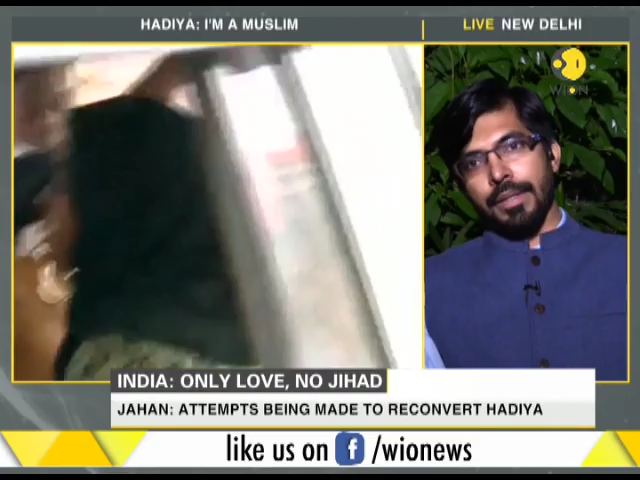 HADIYA: I'M A MUSLIM
LIVE NEW DELHI
WION
INDIA: ONLY LOVE, NO JIHAD
JAHAN: ATTEMPTS BEING MADE TO RECONVERT HADIYA
like us on f /wionews